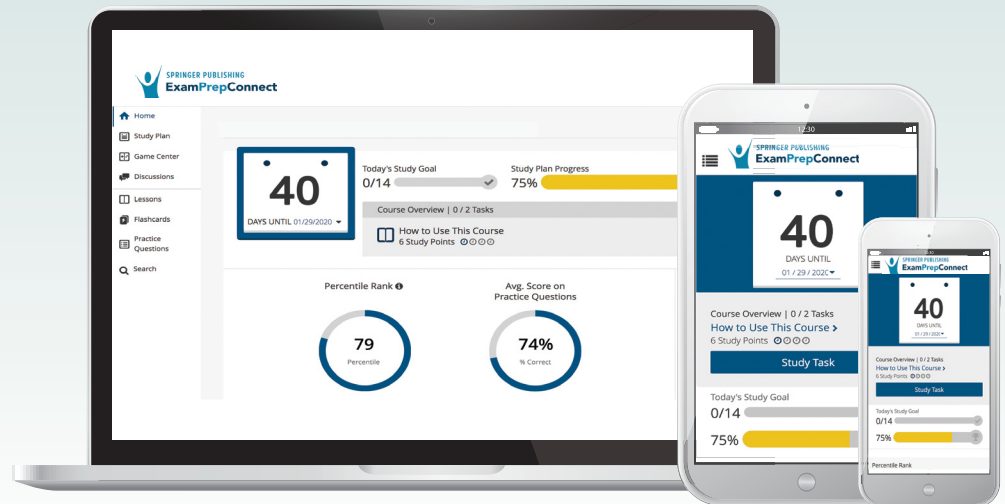 SPRINGER PUBLISHING
ExamPrepConnect
Home
Study Plan
Game Center
Discussions
Lessons
Flashcards
Practice
Questions
Search
40
DAYS UNTIL 01/29/2020
Today's Study Goal
0/14
Study Plan Progress
75%
Course Overview | 0 / 2 Tasks
How to Use This Course
6 Study Points
Percentile Rank
79
Percentile
Avg. Score on
Practice Questions
74%
% Correct
12:30
SPRINGER PUBLISHING
ExamPrepConnect
40
DAYS UNTIL
01 / 29 / 2020
Course Overview | 0 / 2 Tasks
How to Use This Course >
6 Study Points
Study Task
Today's Study Goal
0/14
75%
12:30
SPRINGER PUBLISHING
ExamPrepConnect
40
DAYS UNTIL
01 / 29 / 2020
Course Overview | 0 / 2 Tasks
How to Use This Course >
6 Study Points
Study Task
Today's Study Goal
0/14
75%
Percentile Rank